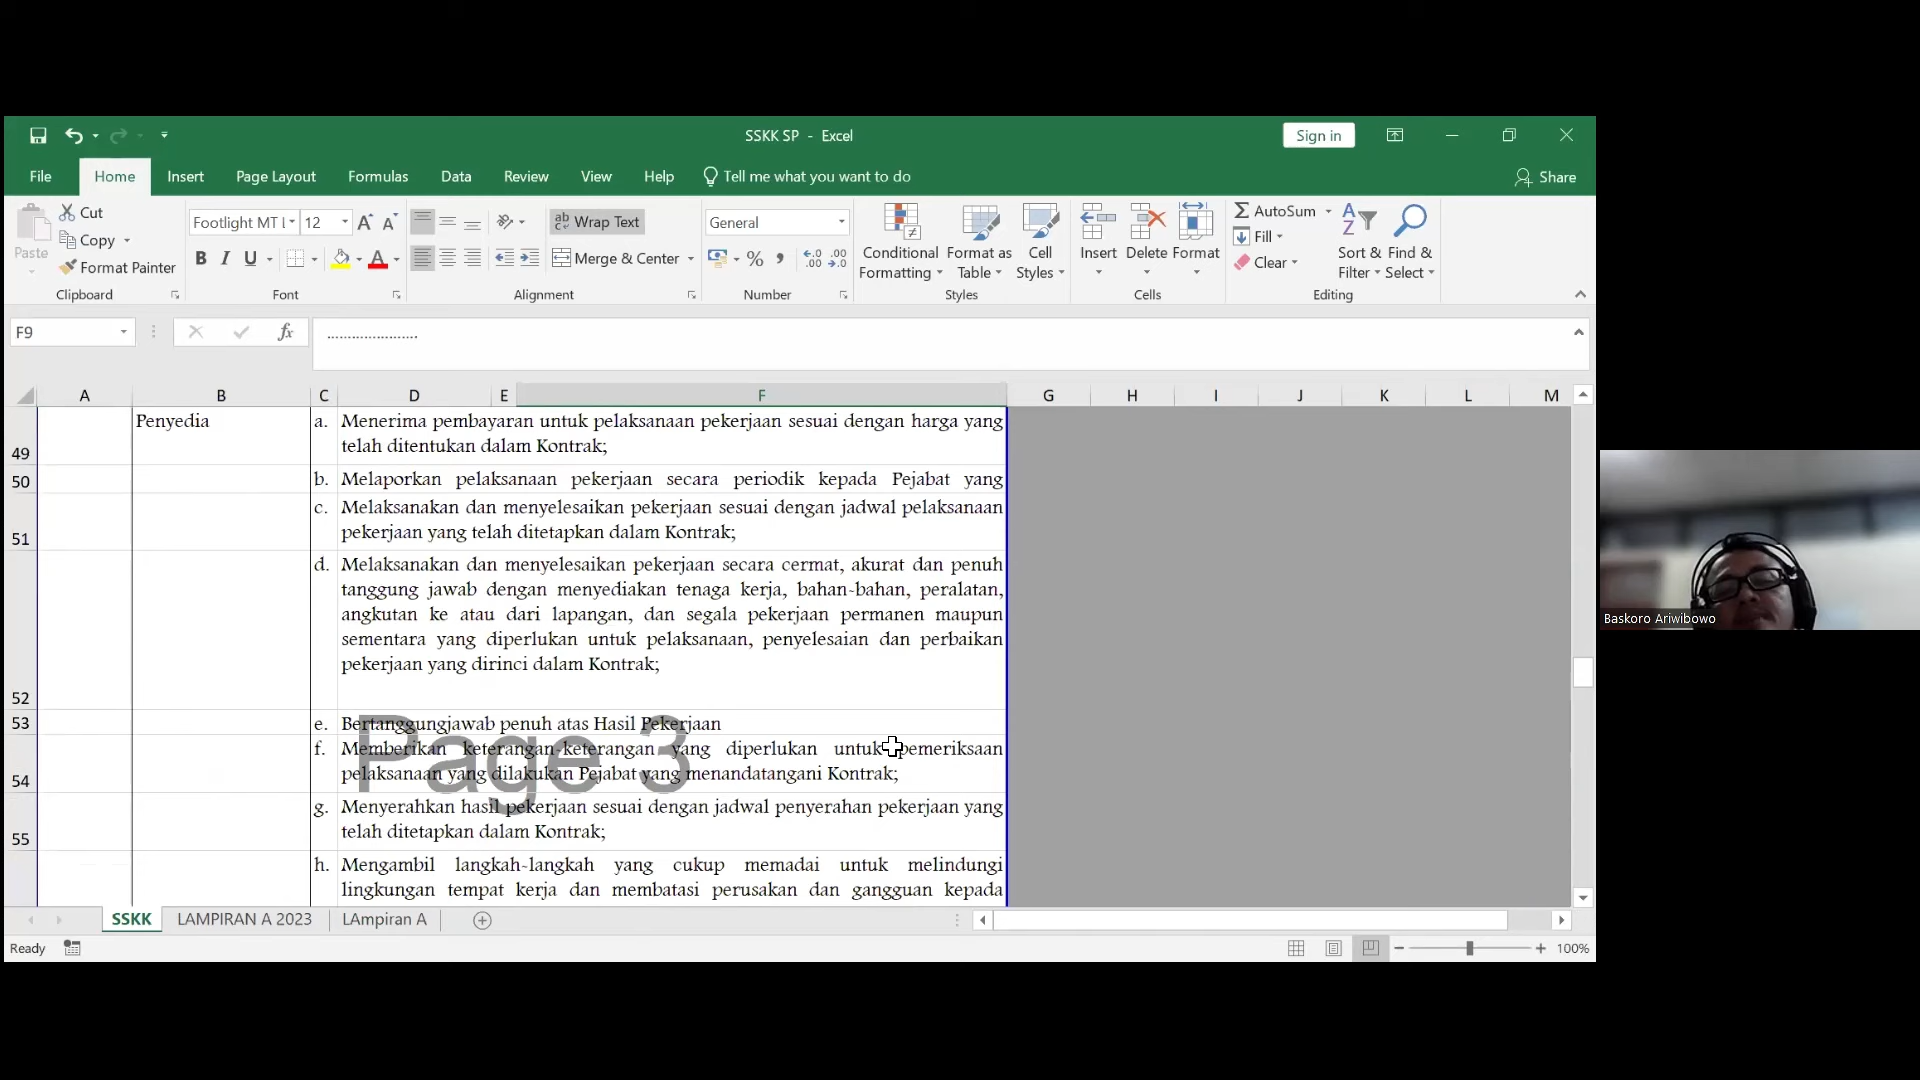 SSKK SP - Excel
Sign in
File Home Insert Page Layout Formulas Data Review View Help Tell me what you want to do
Share
Paste
Cut
Copy
Format Painter
Clipboard
Footlight MT 12
B I U
Font
Wrap Text
Merge & Center
Alignment
General
Number
Conditional Formatting
Format as Table
Cell Styles
Styles
Insert
Delete
Format
Cells
AutoSum
Fill
Clear
Sort & Filter
Find & Select
Editing
F9
fx
.....................
A B C D E F G H I J K L M
49 Penyedia a. Menerima pembayaran untuk pelaksanaan pekerjaan sesuai dengan harga yang
telah ditentukan dalam Kontrak;
50 b. Melaporkan pelaksanaan pekerjaan secara periodik kepada Pejabat yang
51 c. Melaksanakan dan menyelesaikan pekerjaan sesuai dengan jadwal pelaksanaan
pekerjaan yang telah ditetapkan dalam Kontrak;
52 d. Melaksanakan dan menyelesaikan pekerjaan secara cermat, akurat dan penuh
tanggung jawab dengan menyediakan tenaga kerja, bahan-bahan, peralatan,
angkutan ke atau dari lapangan, dan segala pekerjaan permanen maupun
sementara yang diperlukan untuk pelaksanaan, penyelesaian dan perbaikan
pekerjaan yang dirinci dalam Kontrak;
53 e. Bertanggungjawab penuh atas Hasil Pekerjaan
54 f. Memberikan keterangan-keterangan yang diperlukan untuk pemeriksaan
pelaksanaan yang dilakukan Pejabat yang menandatangani Kontrak;
Page 3
55 g. Menyerahkan hasil pekerjaan sesuai dengan jadwal penyerahan pekerjaan yang
telah ditetapkan dalam Kontrak;
h. Mengambil langkah-langkah yang cukup memadai untuk melindungi
lingkungan tempat kerja dan membatasi perusakan dan gangguan kepada
SSKK LAMPIRAN A 2023 LAmpiran A
Ready
100%
Baskoro Ariwibowo